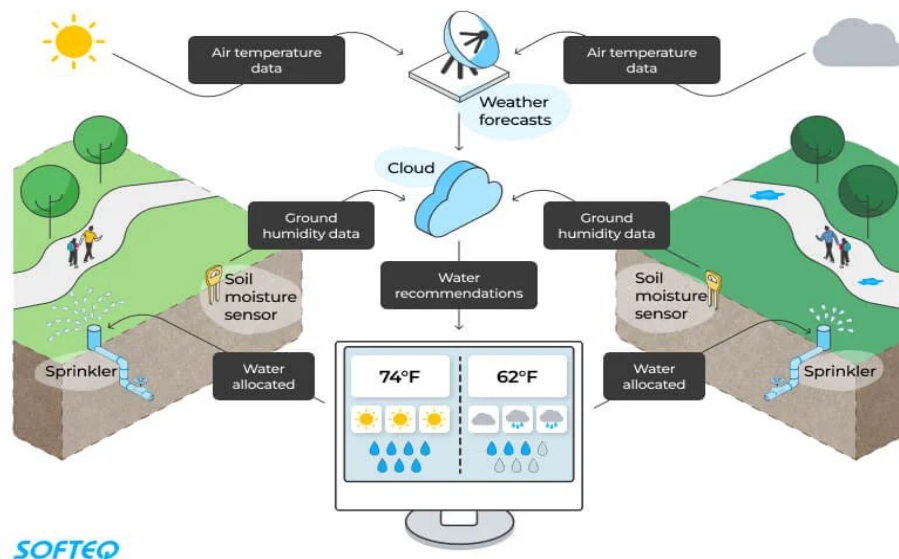 Air temperature
data
Air temperature
data
Weather
forecasts
Cloud
Ground
humidity data
Ground
humidity data
Soil
moisture
sensor
Water
recommendations
Soil
moisture
sensor
Sprinkler
Water
allocated
74°F
62°F
Water
allocated
Sprinkler
SOFTEQ